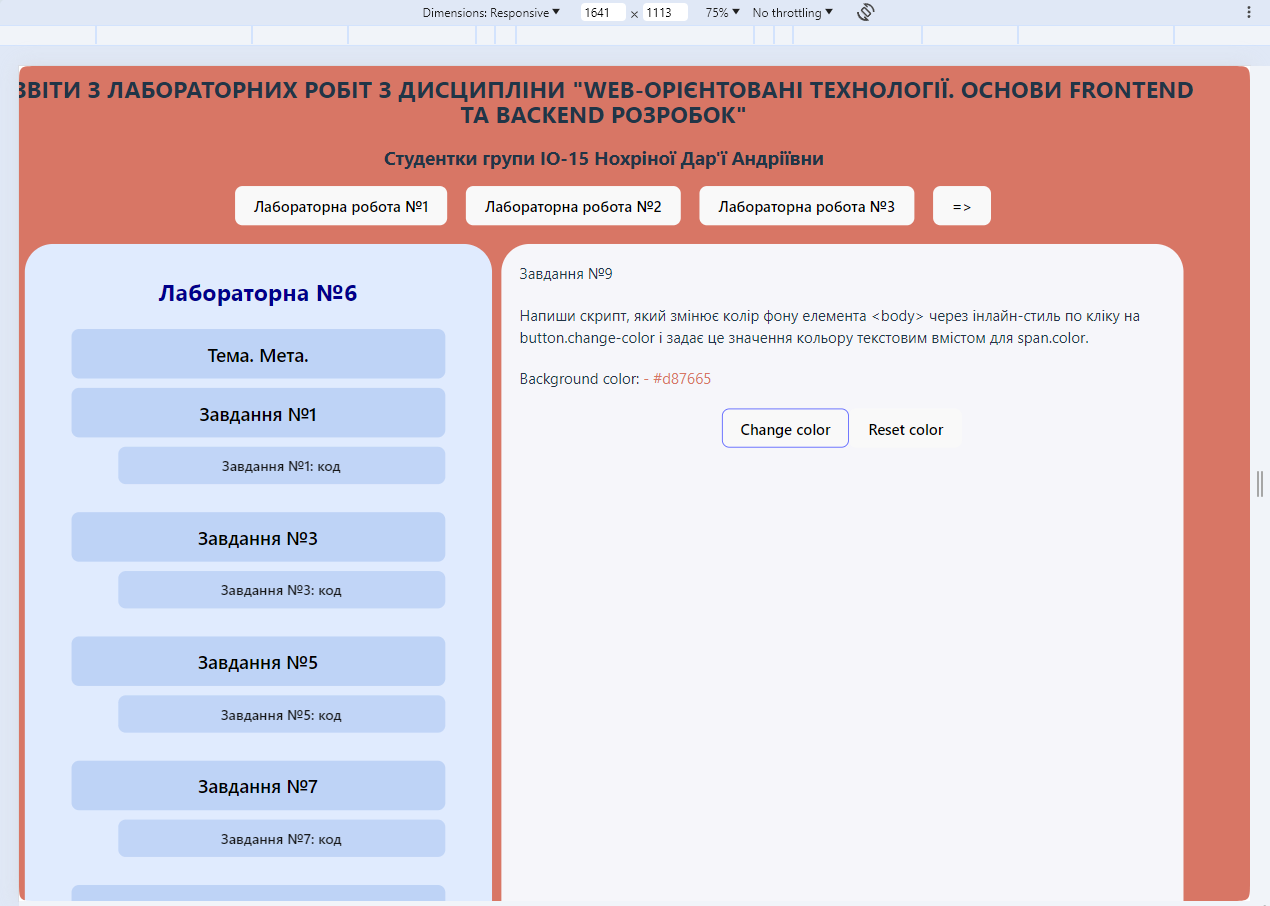 Dimensions: Responsive 1641 × 1113 75% No throttling
ЗВІТИ З ЛАБОРАТОРНИХ РОБІТ З ДИСЦИПЛІНИ "WEB-ОРІЄНТОВАНІ ТЕХНОЛОГІЇ. ОСНОВИ FRONTEND
ТА BACKEND РОЗРОБОК"
Студентки групи ІО-15 Нохріної Дар'ї Андріївни
Лабораторна робота №1
Лабораторна робота №2
Лабораторна робота №3
=>
Лабораторна №6
Тема. Мета.
Завдання №1
Завдання №1: код
Завдання №3
Завдання №3: код
Завдання №5
Завдання №5: код
Завдання №7
Завдання №7: код
Завдання №9
Напиши скрипт, який змінює колір фону елемента <body> через інлайн-стиль по кліку на
button.change-color і задає це значення кольору текстовим вмістом для span.color.
Background color: - #d87665
Change color
Reset color